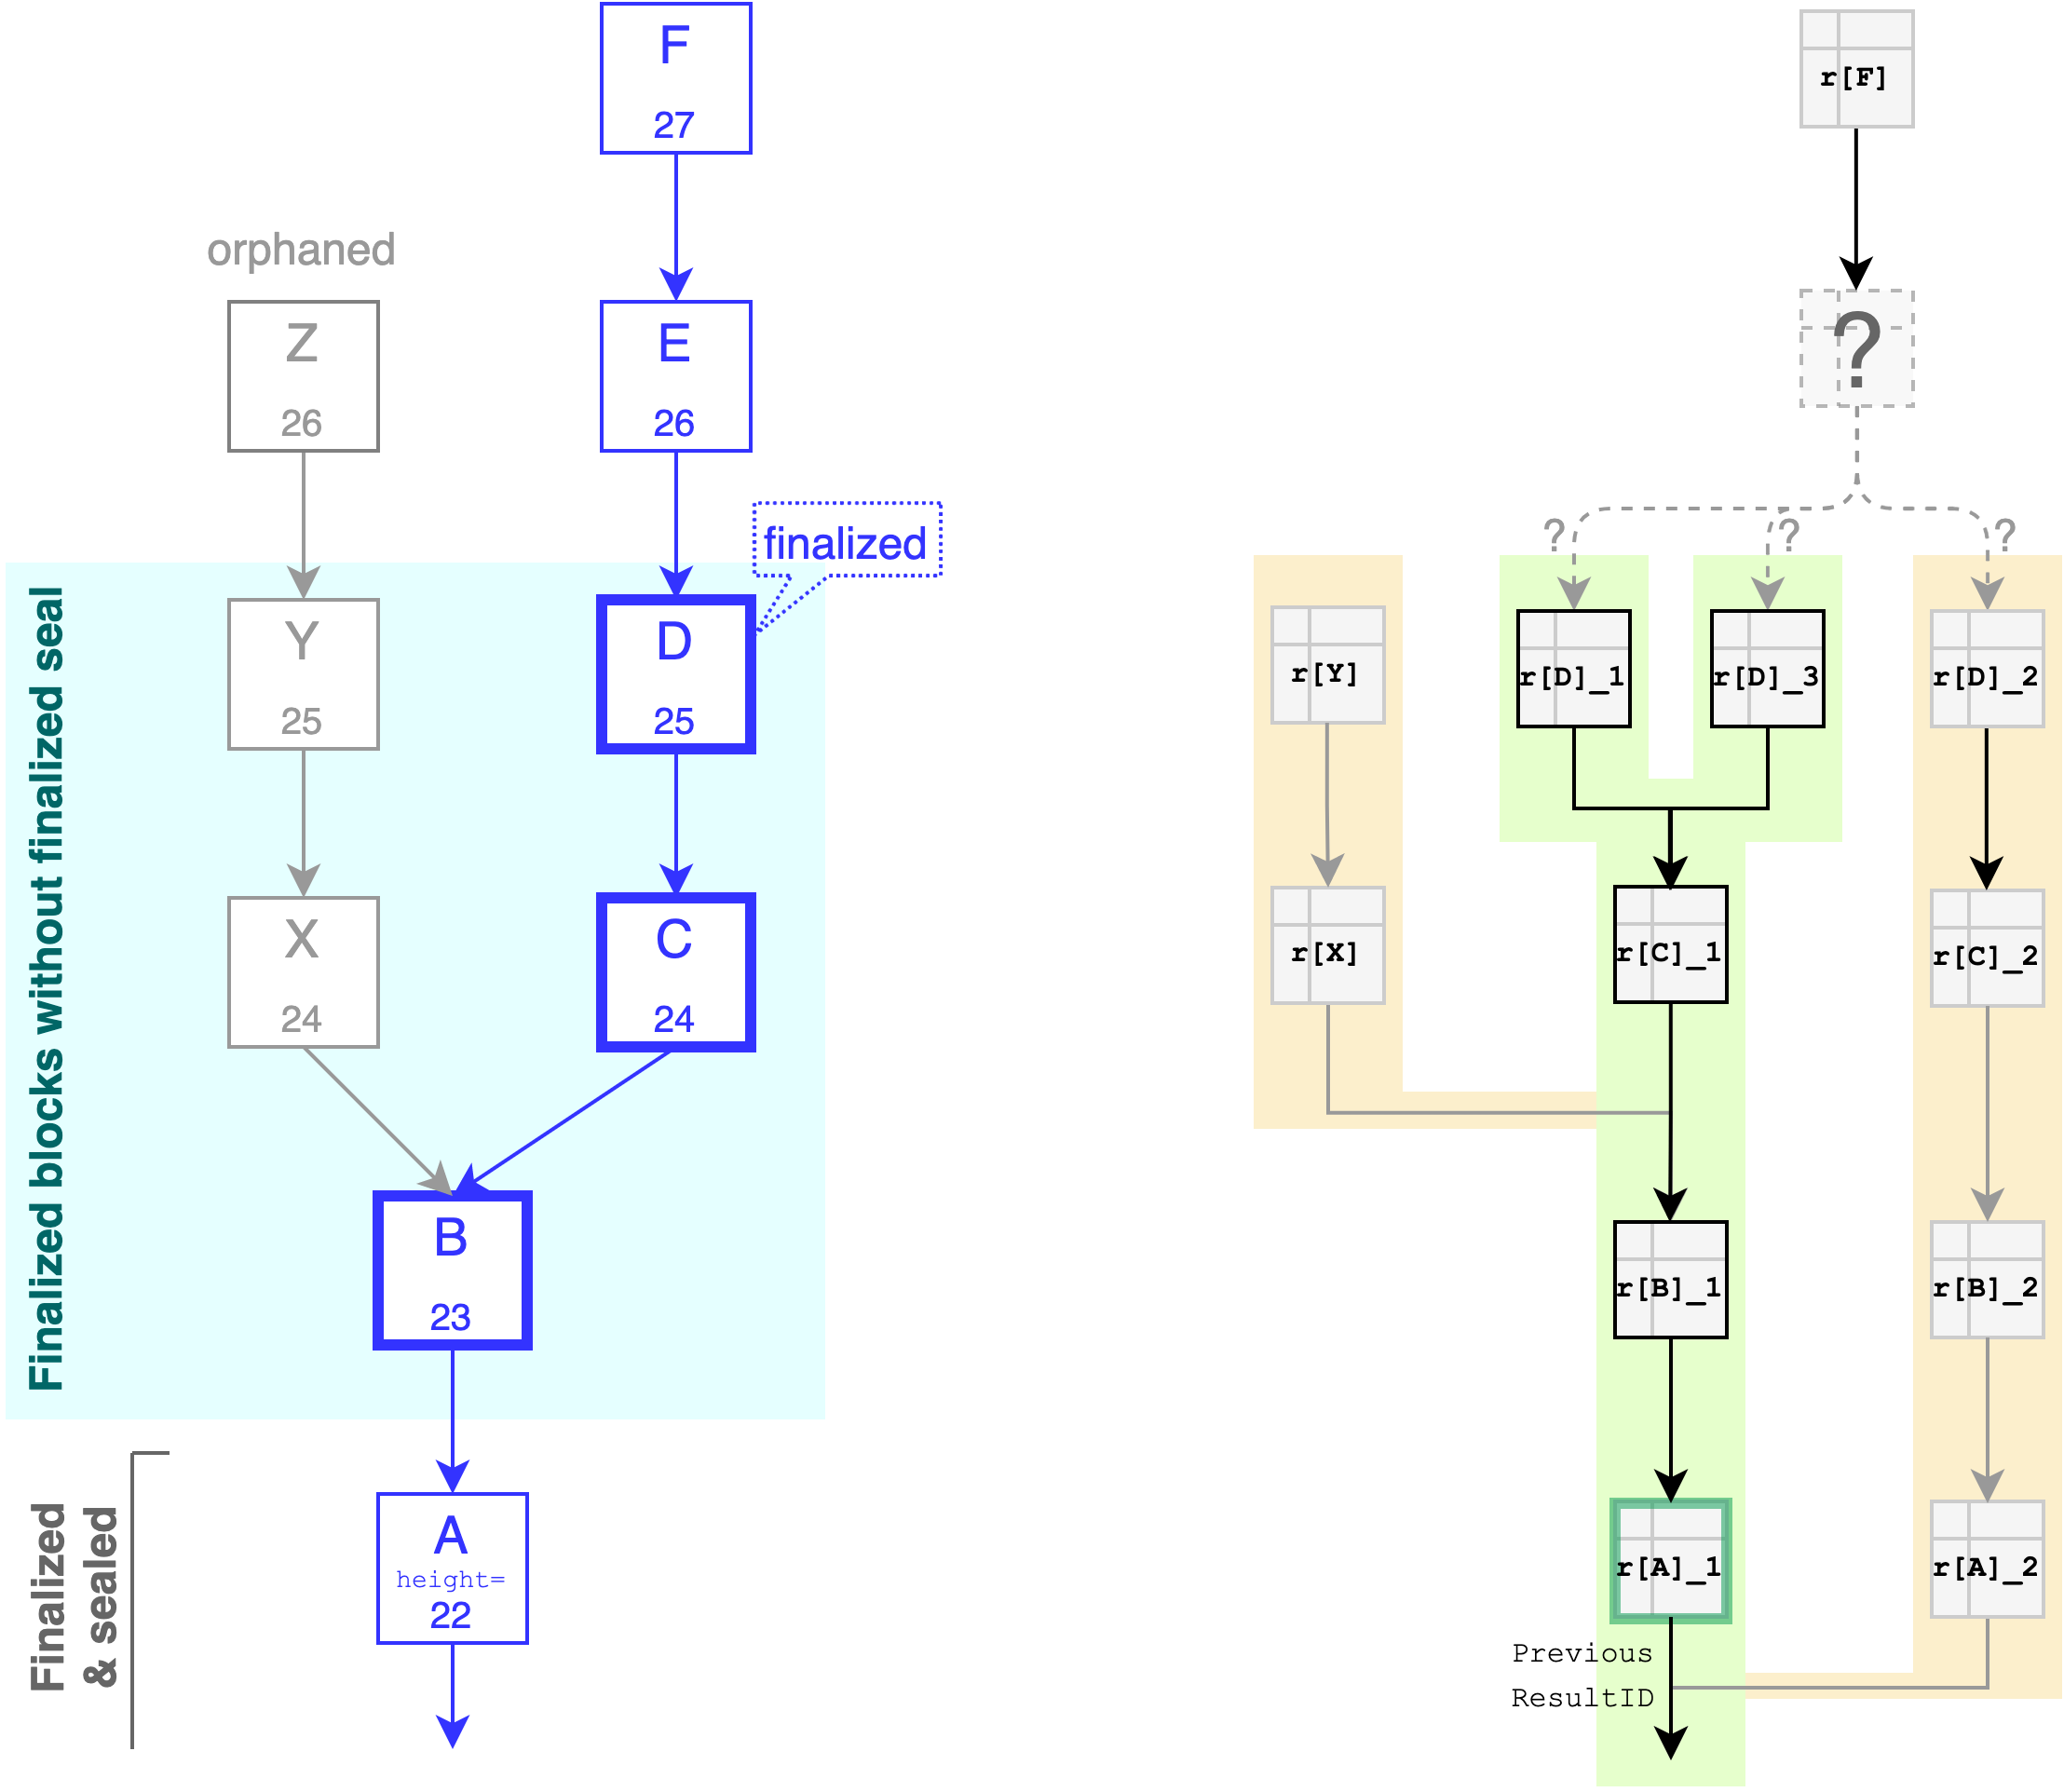 F
27
orphaned
Z
26
E
26
finalized
Finalized blocks without finalized seal
Y
25
D
25
X
24
C
24
B
23
Finalized
& sealed
A
height=
22
r[F]
?
?
?
?
r[Y]
r[D]_1
r[D]_3
r[D]_2
r[X]
r[C]_1
r[C]_2
r[B]_1
r[B]_2
r[A]_1
r[A]_2
Previous
ResultID